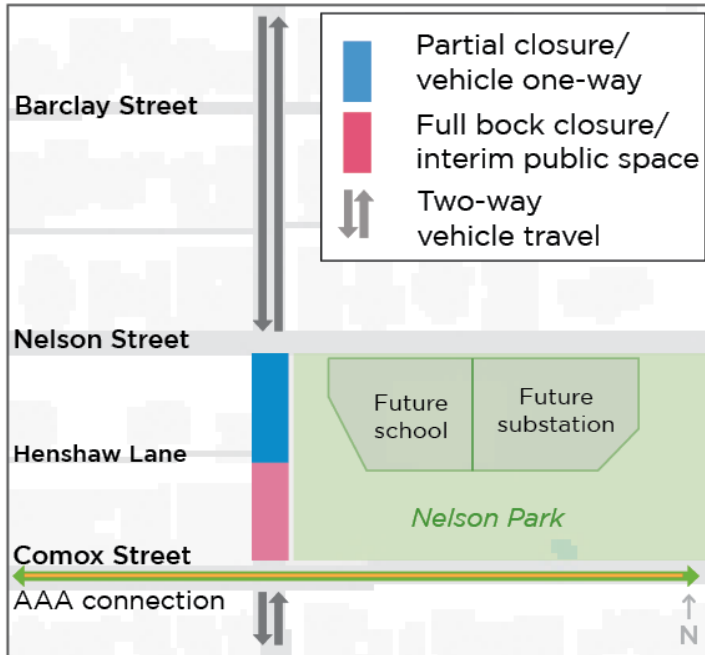 Partial closure/
vehicle one-way
Barclay Street
Full bock closure/
interim public space
Two-way
vehicle travel
Nelson Street
Future
school
Future
substation
Henshaw Lane
Nelson Park
Comox Street
AAA connection
N